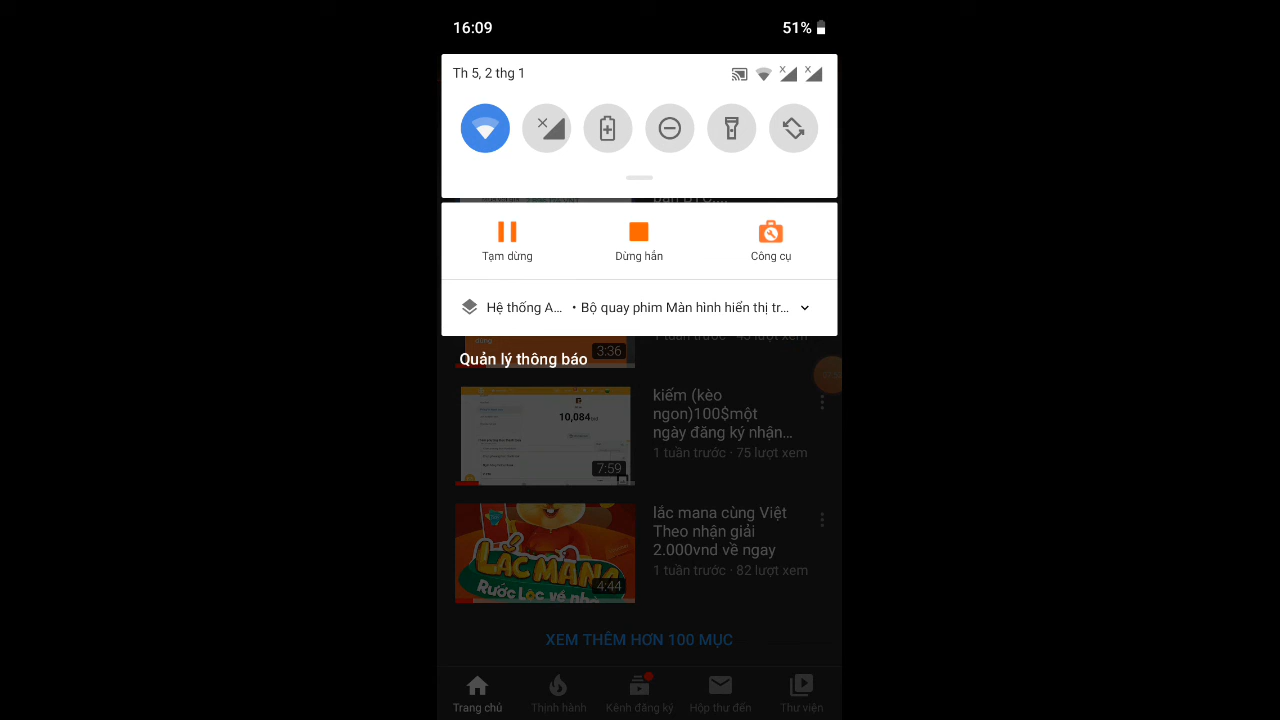 16:09
51%
Th 5, 2 thg 1
bán BTC....
Tạm dừng
Dừng hẳn
Công cụ
Hệ thống A... • Bộ quay phim Màn hình hiển thị tr...
3:36
Quản lý thông báo
kiếm (kèo
ngon)100$một
ngày đăng ký nhận...
1 tuần trước · 75 lượt xem
10,084
7:59
lắc mana cùng Việt
Theo nhận giải
2.000vnd về ngay
1 tuần trước · 82 lượt xem
LẮC MANA
Rước Lộc về nhà
4:44
XEM THÊM HƠN 100 MỤC
Trang chủ
Thịnh hành
Kênh đăng ký
Hộp thư đến
Thư viện